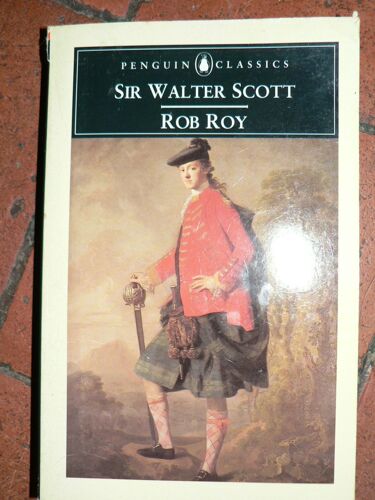 PENGUIN CLASSICS
SIR WALTER SCOTT
ROB ROY